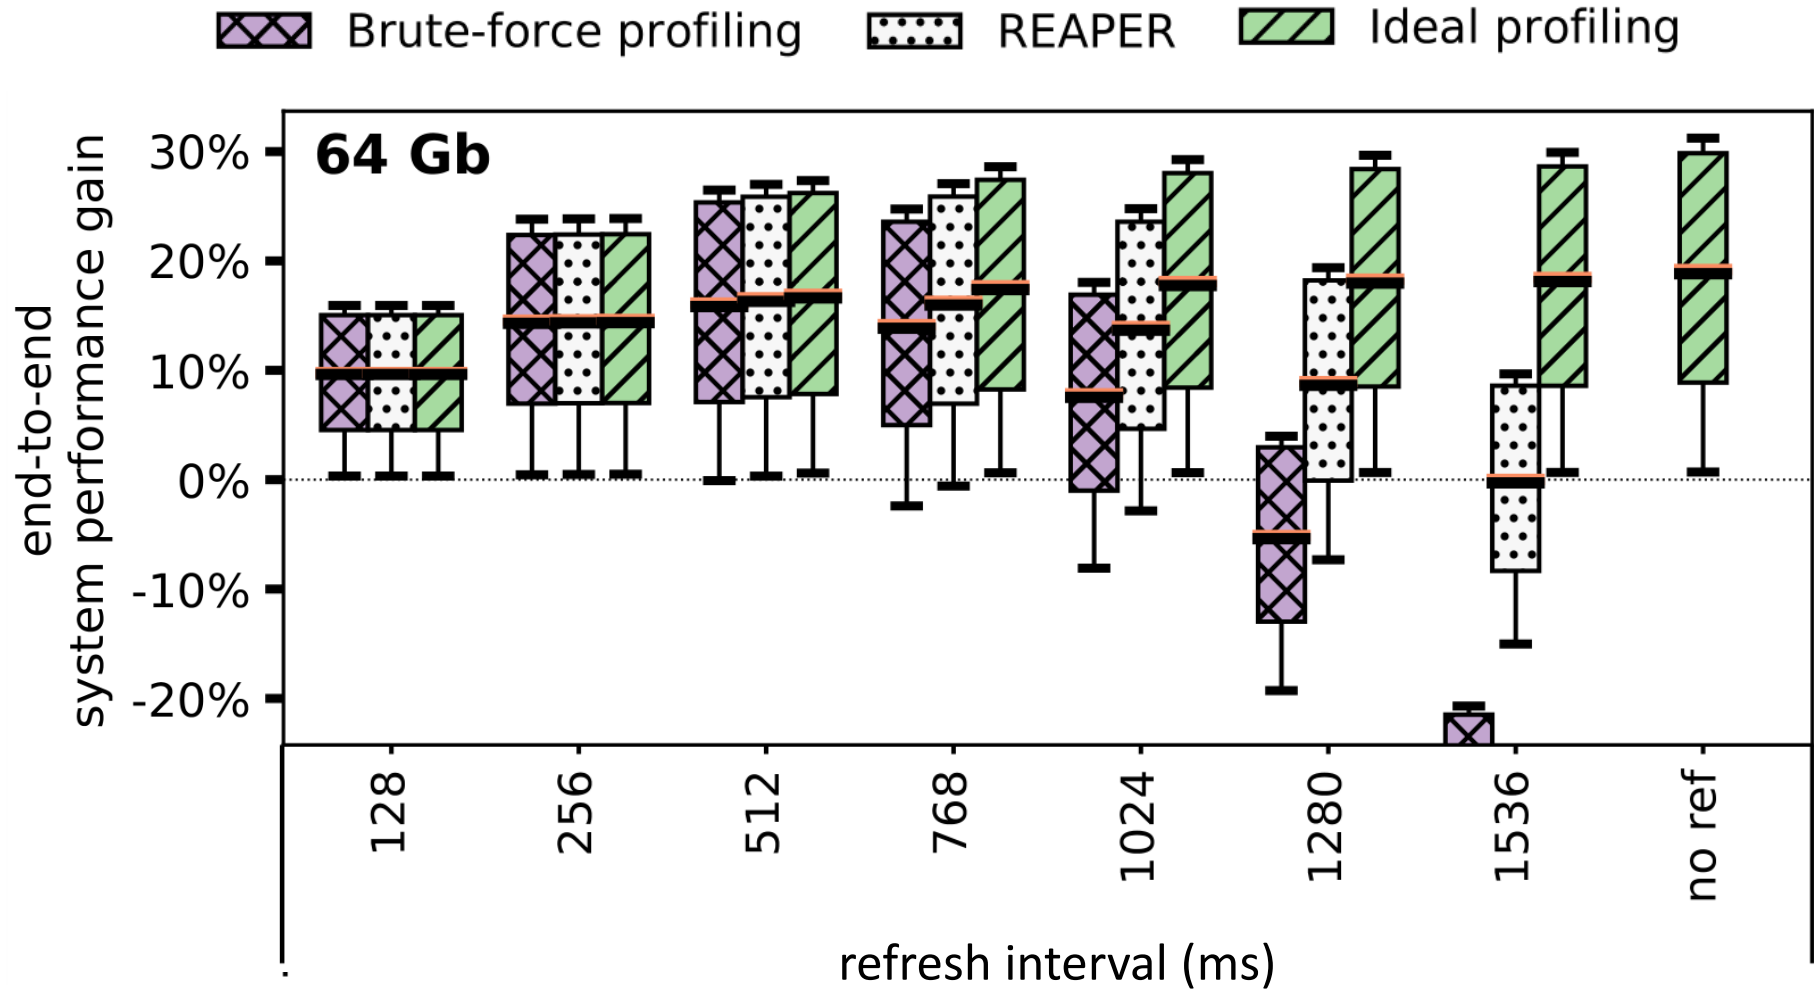 Brute-force profiling
REAPER
Ideal profiling
64 Gb
end-to-end
system performance gain
30%
20%
10%
0%
-10%
-20%
128
256
512
768
1024
1280
1536
no ref
refresh interval (ms)